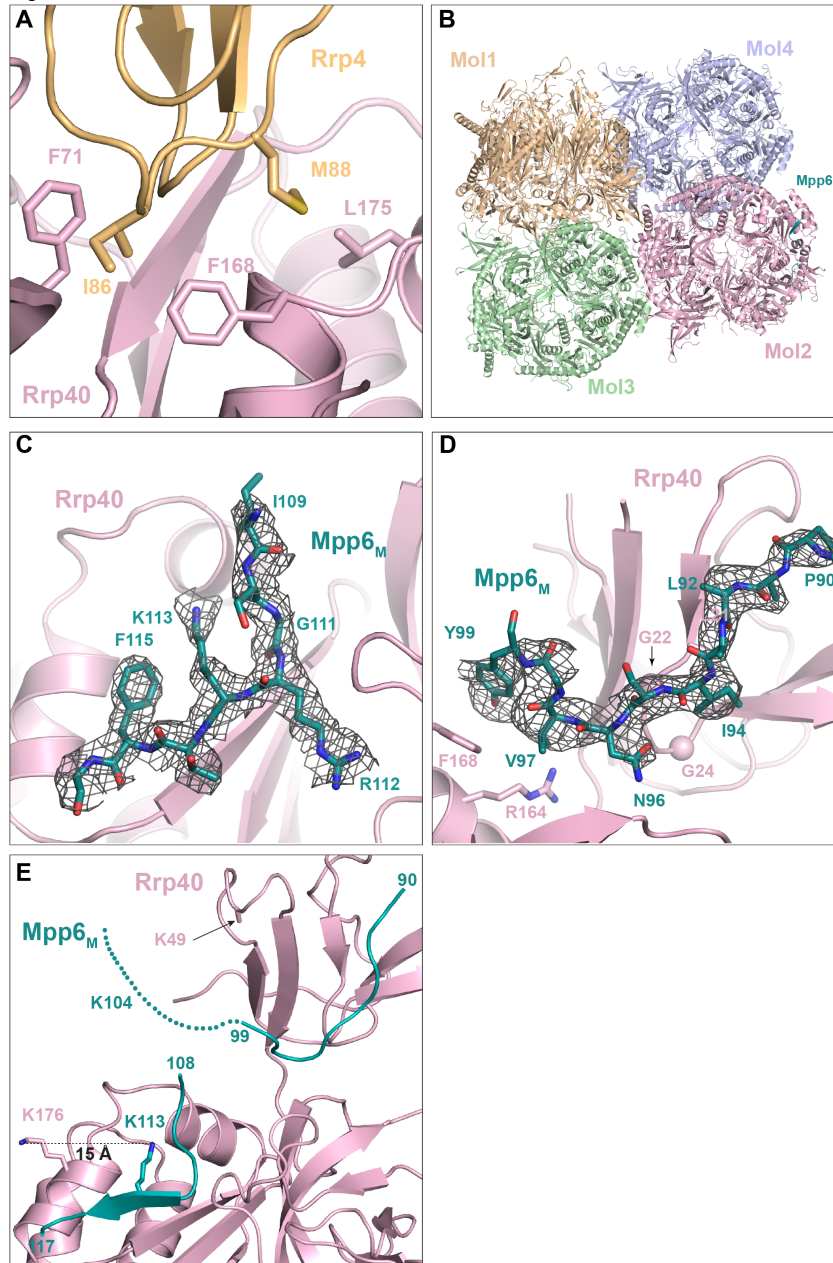 A
Rrp4
F71
M88
L175
I86
F168
Rrp40
B
Mol1
Mol4
Mpp6
Mol2
Mol3
C
Rrp40
I109
Mpp6M
K113
G111
F115
R112
D
Rrp40
Mpp6M
L92
P90
Y99
G22
I94
F168
V97
G24
R164
N96
E
Rrp40
90
Mpp6M
K49
K104
99
108
K176
K113
15 Å
117